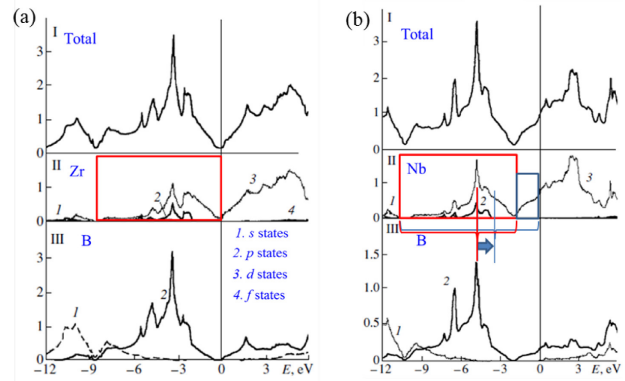 (a)
I
Total
3
2
1
0
II
Zr
1
0
1
2
3
4
III
B
3
2
1
0
1
2
1. s states
2. p states
3. d states
4. f states
−12
−9
−6
−3
0
E, eV
(b)
I
Total
3
2
1
0
II
Nb
1
0
1
2
3
III
B
1.5
1.0
0.5
0
1
2
−12
−9
−6
−3
0
E, eV